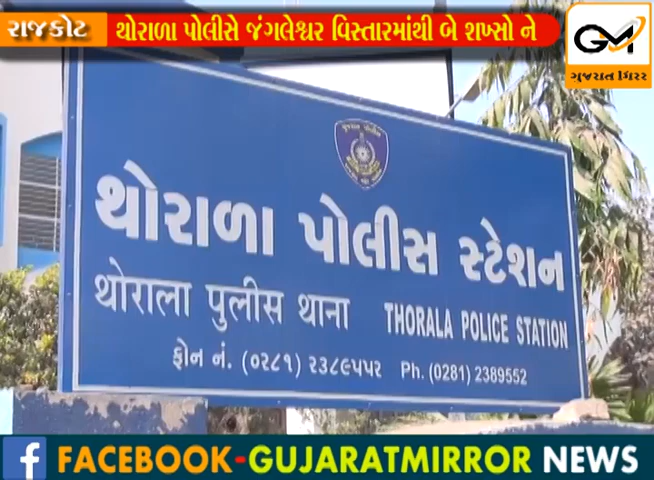 રાજકોટ થોરાળા પોલીસે જંગલેશ્વર વિસ્તારમાંથી બે શખ્સો ને
GM
ગુજરાત મિરર
થોરાળા પોલીસ સ્ટેશન
થોરાલા પુલીસ થાના THORALA POLICE STATION
ફોન નં. (૦૨૮૧) ૨૩૮૯૫૫૨ Ph. (0281) 2389552
f FACEBOOK-GUJARATMIRROR NEWS